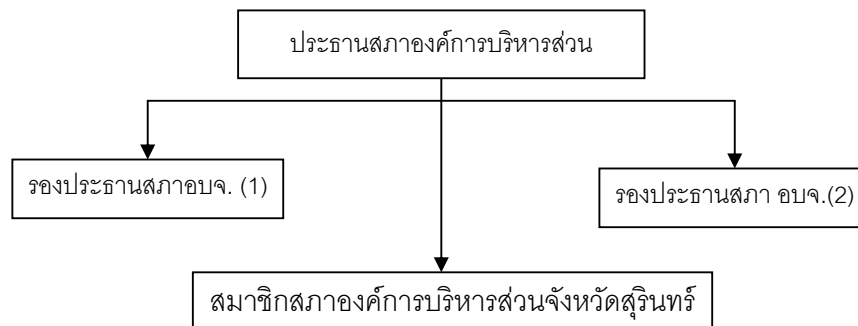 ประธานสภาองค์การบริหารส่วน
รองประธานสภาอบจ. (1)
รองประธานสภา อบจ.(2)
สมาชิกสภาองค์การบริหารส่วนจังหวัดสุรินทร์